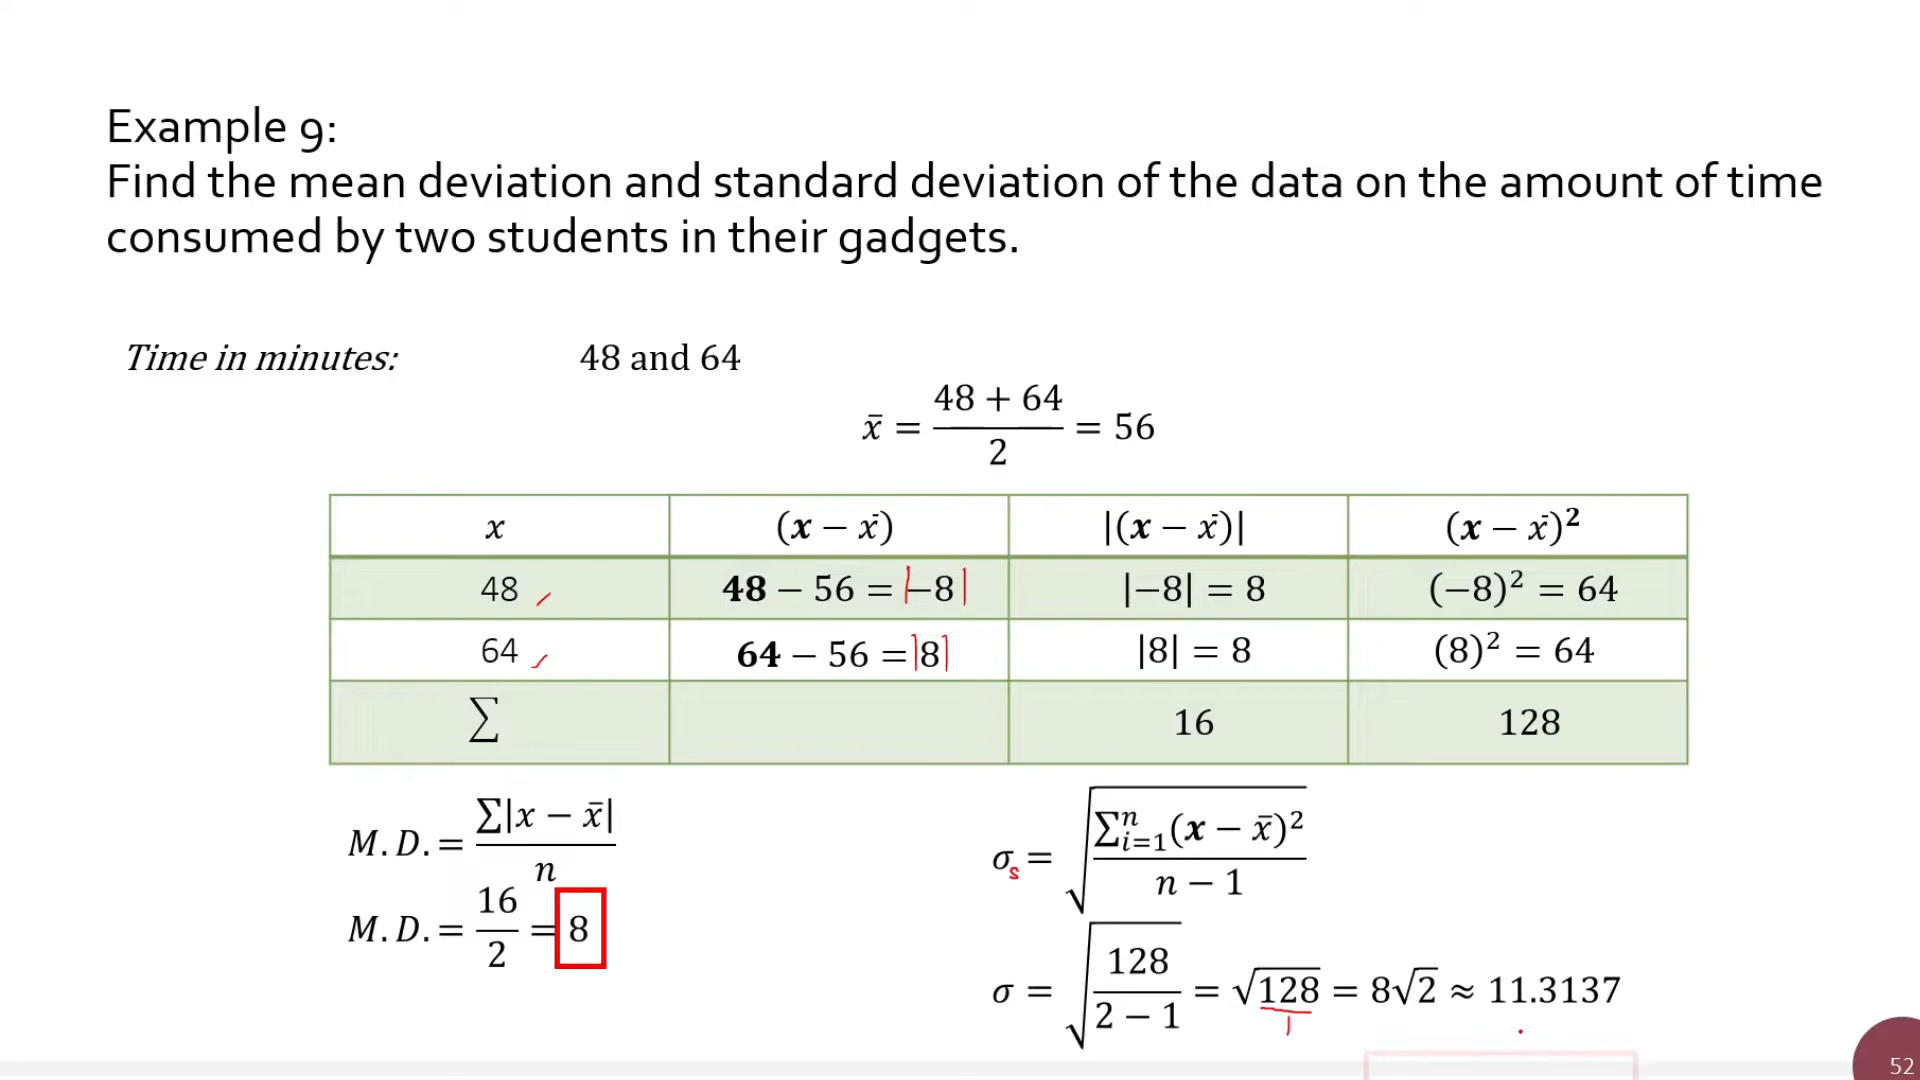 Example 9:
Find the mean deviation and standard deviation of the data on the amount of time
consumed by two students in their gadgets.
Time in minutes: 48 and 64
x̄ = (48 + 64)/2 = 56
x (x − x̄) |(x − x̄)| (x − x̄)²
48 48 − 56 = |−8| |−8| = 8 (−8)² = 64
64 64 − 56 = |8| |8| = 8 (8)² = 64
∑ 16 128
M.D. = ∑|x − x̄|/n
M.D. = 16/2 = 8
σₛ = √(∑ⁿᵢ₌₁(x − x̄)²/(n − 1))
σ = √(128/(2 − 1)) = √128 = 8√2 ≈ 11.3137
52